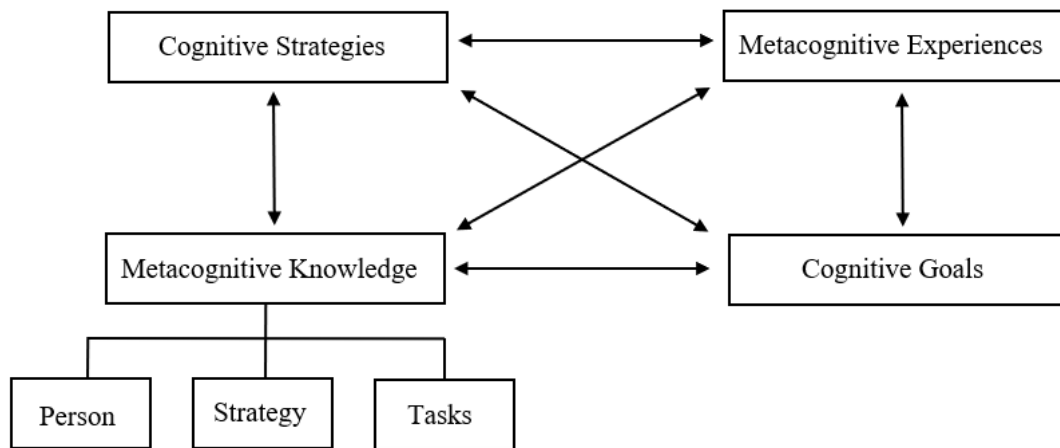 Cognitive Strategies
Metacognitive Experiences
Metacognitive Knowledge
Cognitive Goals
Person
Strategy
Tasks